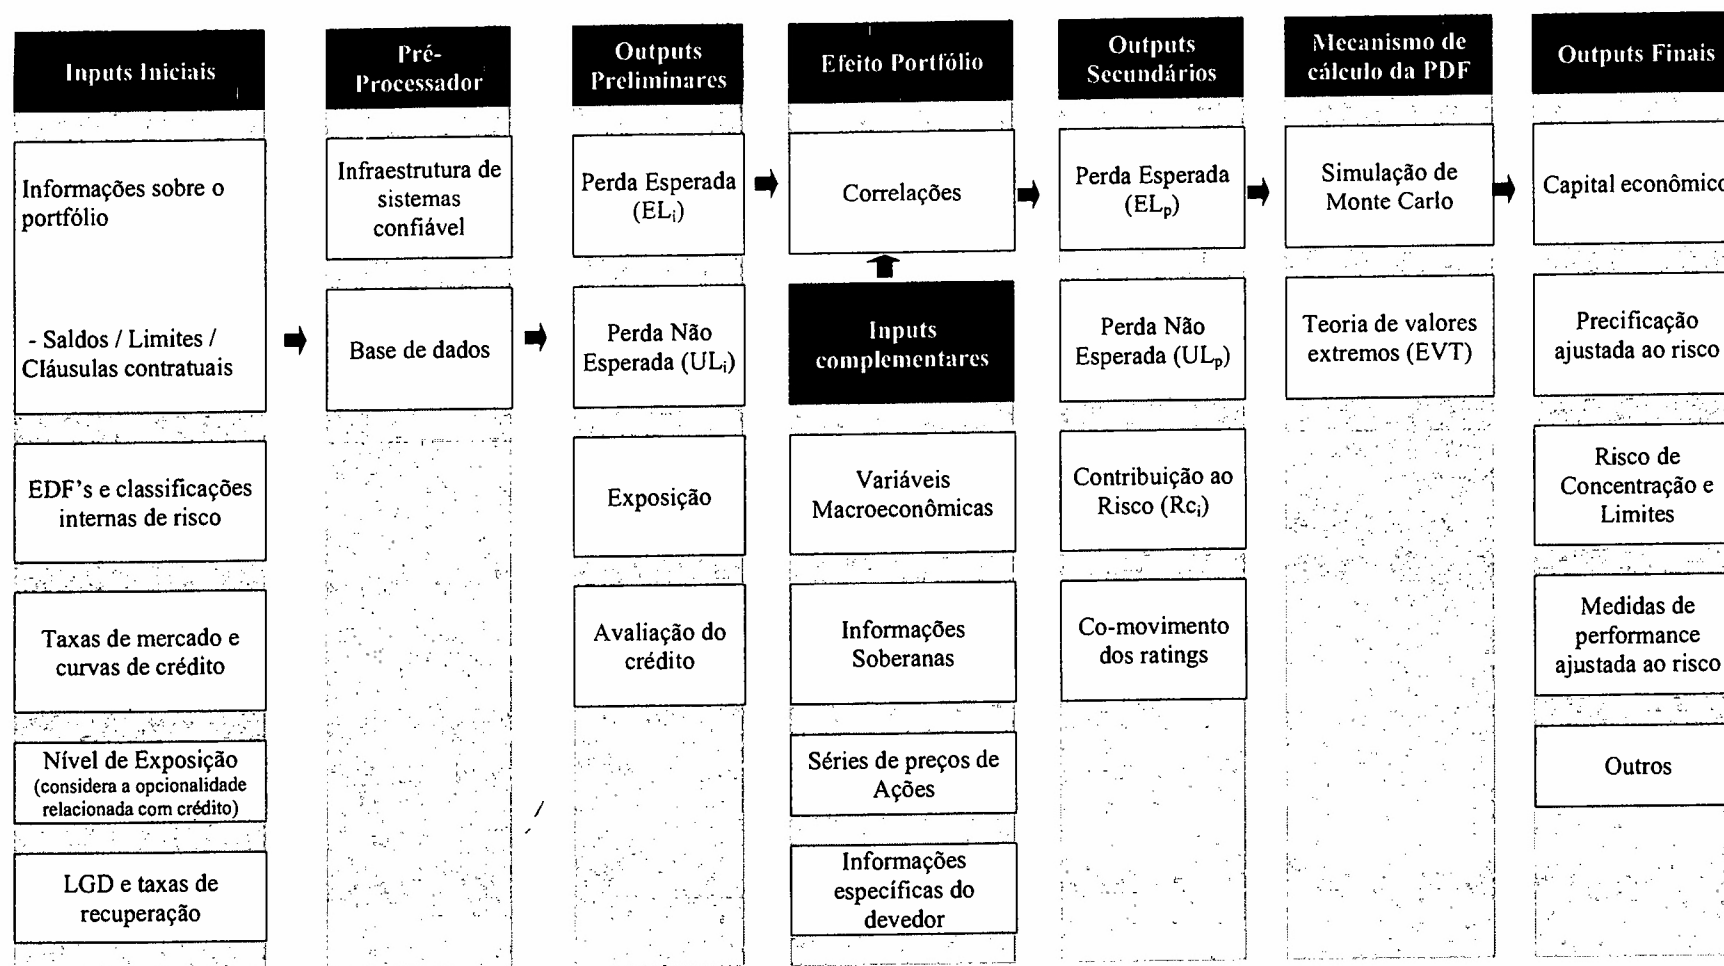 Inputs Iniciais
Informações sobre o
portfólio
- Saldos / Limites /
Cláusulas contratuais
EDF's e classificações
internas de risco
Taxas de mercado e
curvas de crédito
Nível de Exposição
(considera a opcionalidade
relacionada com crédito)
LGD e taxas de
recuperação
Pré-
Processador
Infraestrutura de
sistemas
confiável
Base de dados
Outputs
Preliminares
Perda Esperada
(ELi)
Perda Não
Esperada (ULi)
Exposição
Avaliação do
crédito
Efeito Portfólio
Correlações
Inputs
complementares
Variáveis
Macroeconômicas
Informações
Soberanas
Séries de preços de
Ações
Informações
específicas do
devedor
Outputs
Secundários
Perda Esperada
(ELp)
Perda Não
Esperada (ULp)
Contribuição ao
Risco (Rci)
Co-movimento
dos ratings
Mecanismo de
cálculo da PDF
Simulação de
Monte Carlo
Teoria de valores
extremos (EVT)
Outputs Finais
Capital econômico
Precificação
ajustada ao risco
Risco de
Concentração e
Limites
Medidas de
performance
ajustada ao risco
Outros